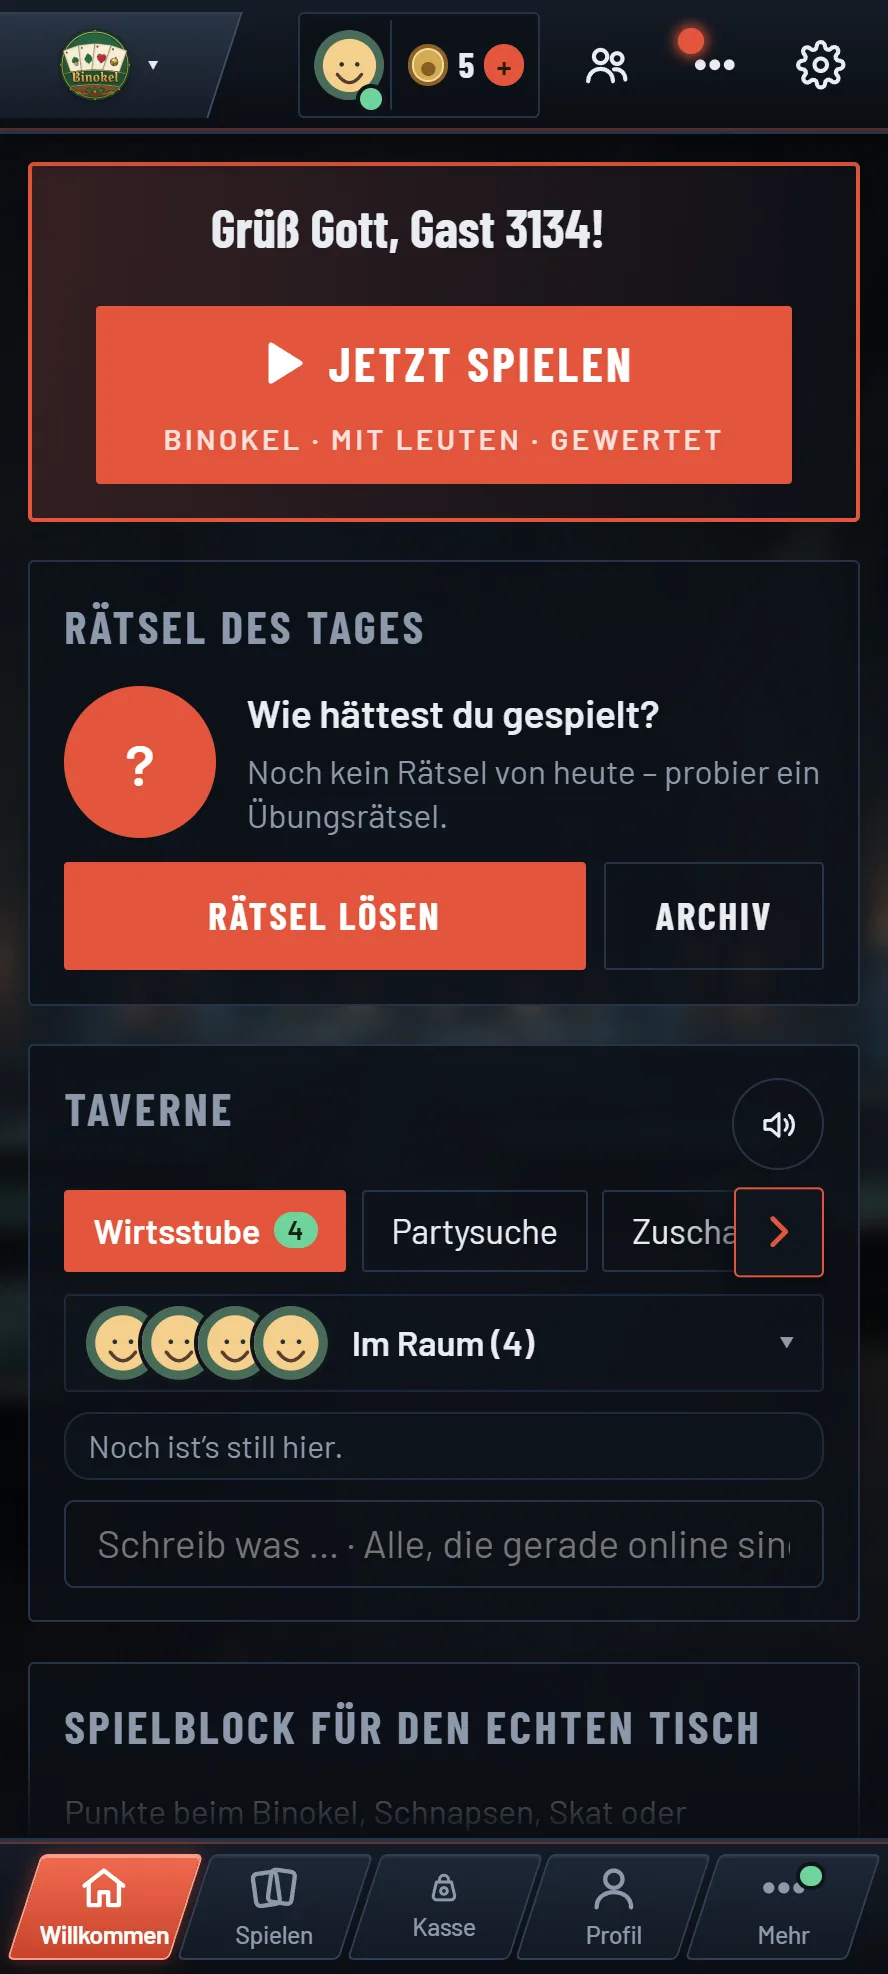 Binokel
5
+
Grüß Gott, Gast 3134!
JETZT SPIELEN
BINOKEL · MIT LEUTEN · GEWERTET
RÄTSEL DES TAGES
?
Wie hättest du gespielt?
Noch kein Rätsel von heute – probier ein
Übungsrätsel.
RÄTSEL LÖSEN
ARCHIV
TAVERNE
Wirtsstube 4
Partysuche
Zuscha
Im Raum (4)
Noch ist’s still hier.
Schreib was ... · Alle, die gerade online sind
SPIELBLOCK FÜR DEN ECHTEN TISCH
Punkte beim Binokel, Schnapsen, Skat oder
Willkommen
Spielen
Kasse
Profil
Mehr